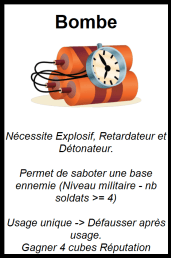 Bombe
Nécessite Explosif, Retardateur et
Détonateur.
Permet de saboter une base
ennemie (Niveau militaire - nb
soldats >= 4)
Usage unique -> Défausser après
usage.
Gagner 4 cubes Réputation